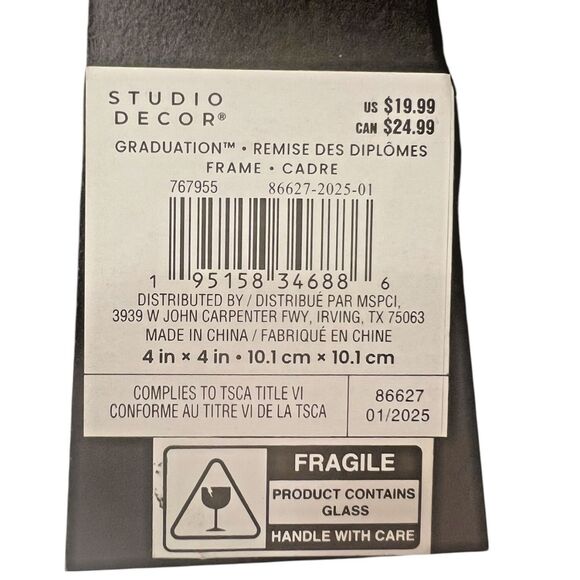 STUDIO
DECOR®
US $19.99
CAN $24.99
GRADUATION™ • REMISE DES DIPLÔMES
FRAME • CADRE
767955 86627-2025-01
1 95158 34688 6
DISTRIBUTED BY / DISTRIBUÉ PAR MSPCI,
3939 W JOHN CARPENTER FWY, IRVING, TX 75063
MADE IN CHINA / FABRIQUÉ EN CHINE
4 in × 4 in • 10.1 cm × 10.1 cm
COMPLIES TO TSCA TITLE VI
CONFORME AU TITRE VI DE LA TSCA
86627
01/2025
FRAGILE
PRODUCT CONTAINS
GLASS
HANDLE WITH CARE